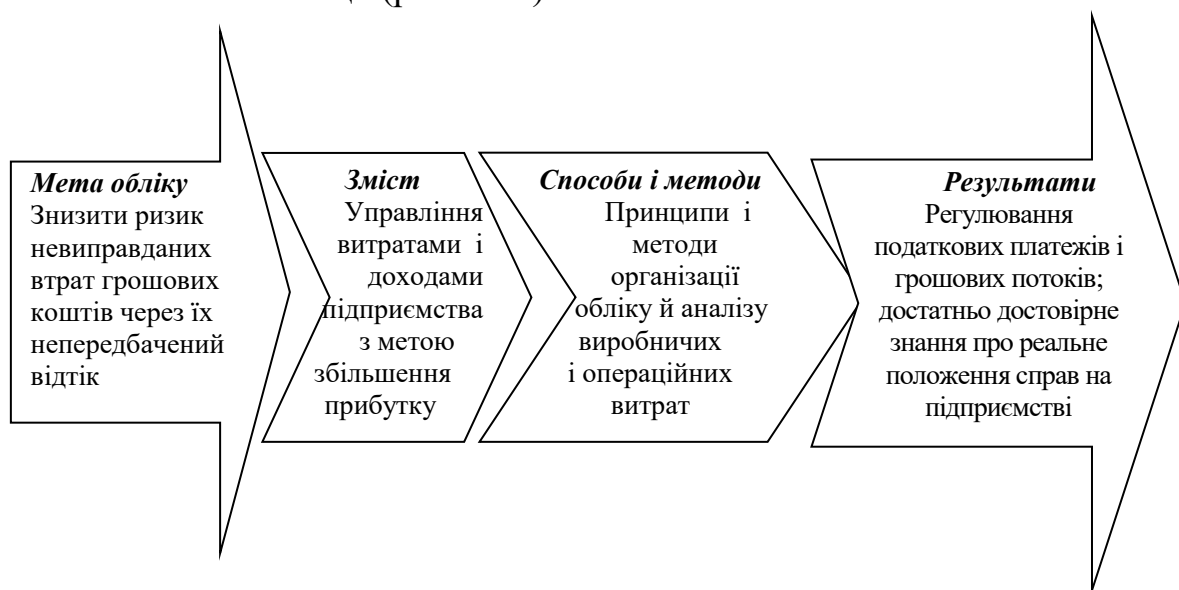 Мета обліку
Знизити ризик
невиправданих
втрат грошових
коштів через їх
непередбачений
відтік
Зміст
Управління
витратами і
доходами
підприємства
з метою
збільшення
прибутку
Способи і методи
Принципи і
методи
організації
обліку й аналізу
виробничих
і операційних
витрат
Результати
Регулювання
податкових платежів і
грошових потоків;
достатньо достовірне
знання про реальне
положення справ на
підприємстві